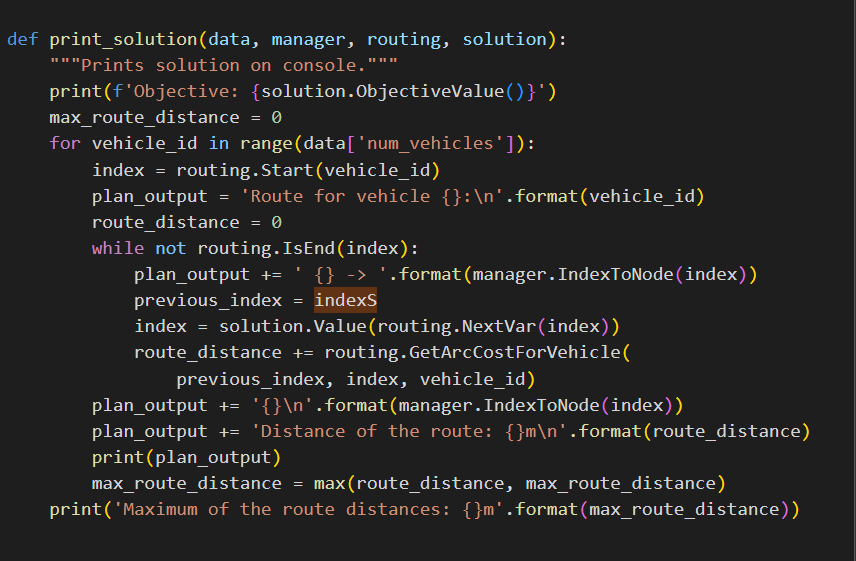 def print_solution(data, manager, routing, solution):
    """Prints solution on console."""
    print(f'Objective: {solution.ObjectiveValue()}')
    max_route_distance = 0
    for vehicle_id in range(data['num_vehicles']):
        index = routing.Start(vehicle_id)
        plan_output = 'Route for vehicle {}:\n'.format(vehicle_id)
        route_distance = 0
        while not routing.IsEnd(index):
            plan_output += ' {} -> '.format(manager.IndexToNode(index))
            previous_index = indexS
            index = solution.Value(routing.NextVar(index))
            route_distance += routing.GetArcCostForVehicle(
                previous_index, index, vehicle_id)
        plan_output += '{}\n'.format(manager.IndexToNode(index))
        plan_output += 'Distance of the route: {}m\n'.format(route_distance)
        print(plan_output)
        max_route_distance = max(route_distance, max_route_distance)
    print('Maximum of the route distances: {}m'.format(max_route_distance))